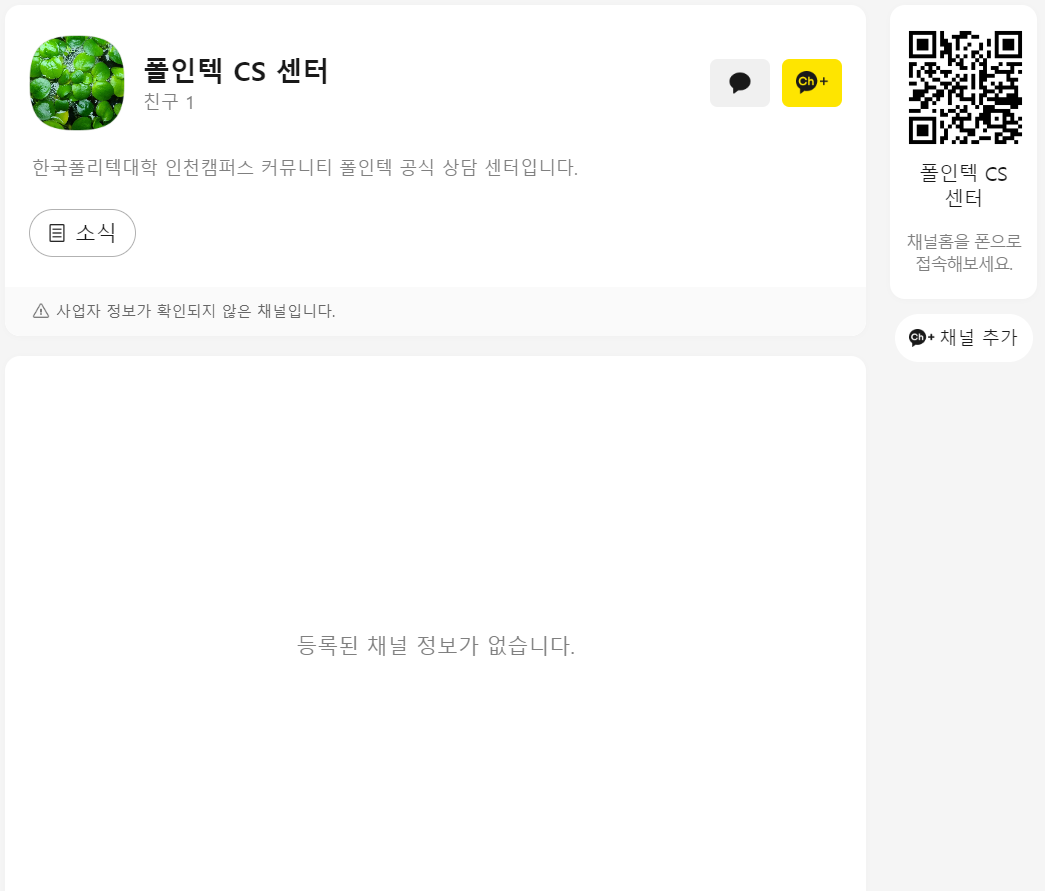 폴인텍 CS 센터
친구 1
Ch+
한국폴리텍대학 인천캠퍼스 커뮤니티 폴인텍 공식 상담 센터입니다.
소식
사업자 정보가 확인되지 않은 채널입니다.
등록된 채널 정보가 없습니다.
폴인텍 CS
센터
채널홈을 폰으로
접속해보세요.
Ch+ 채널 추가